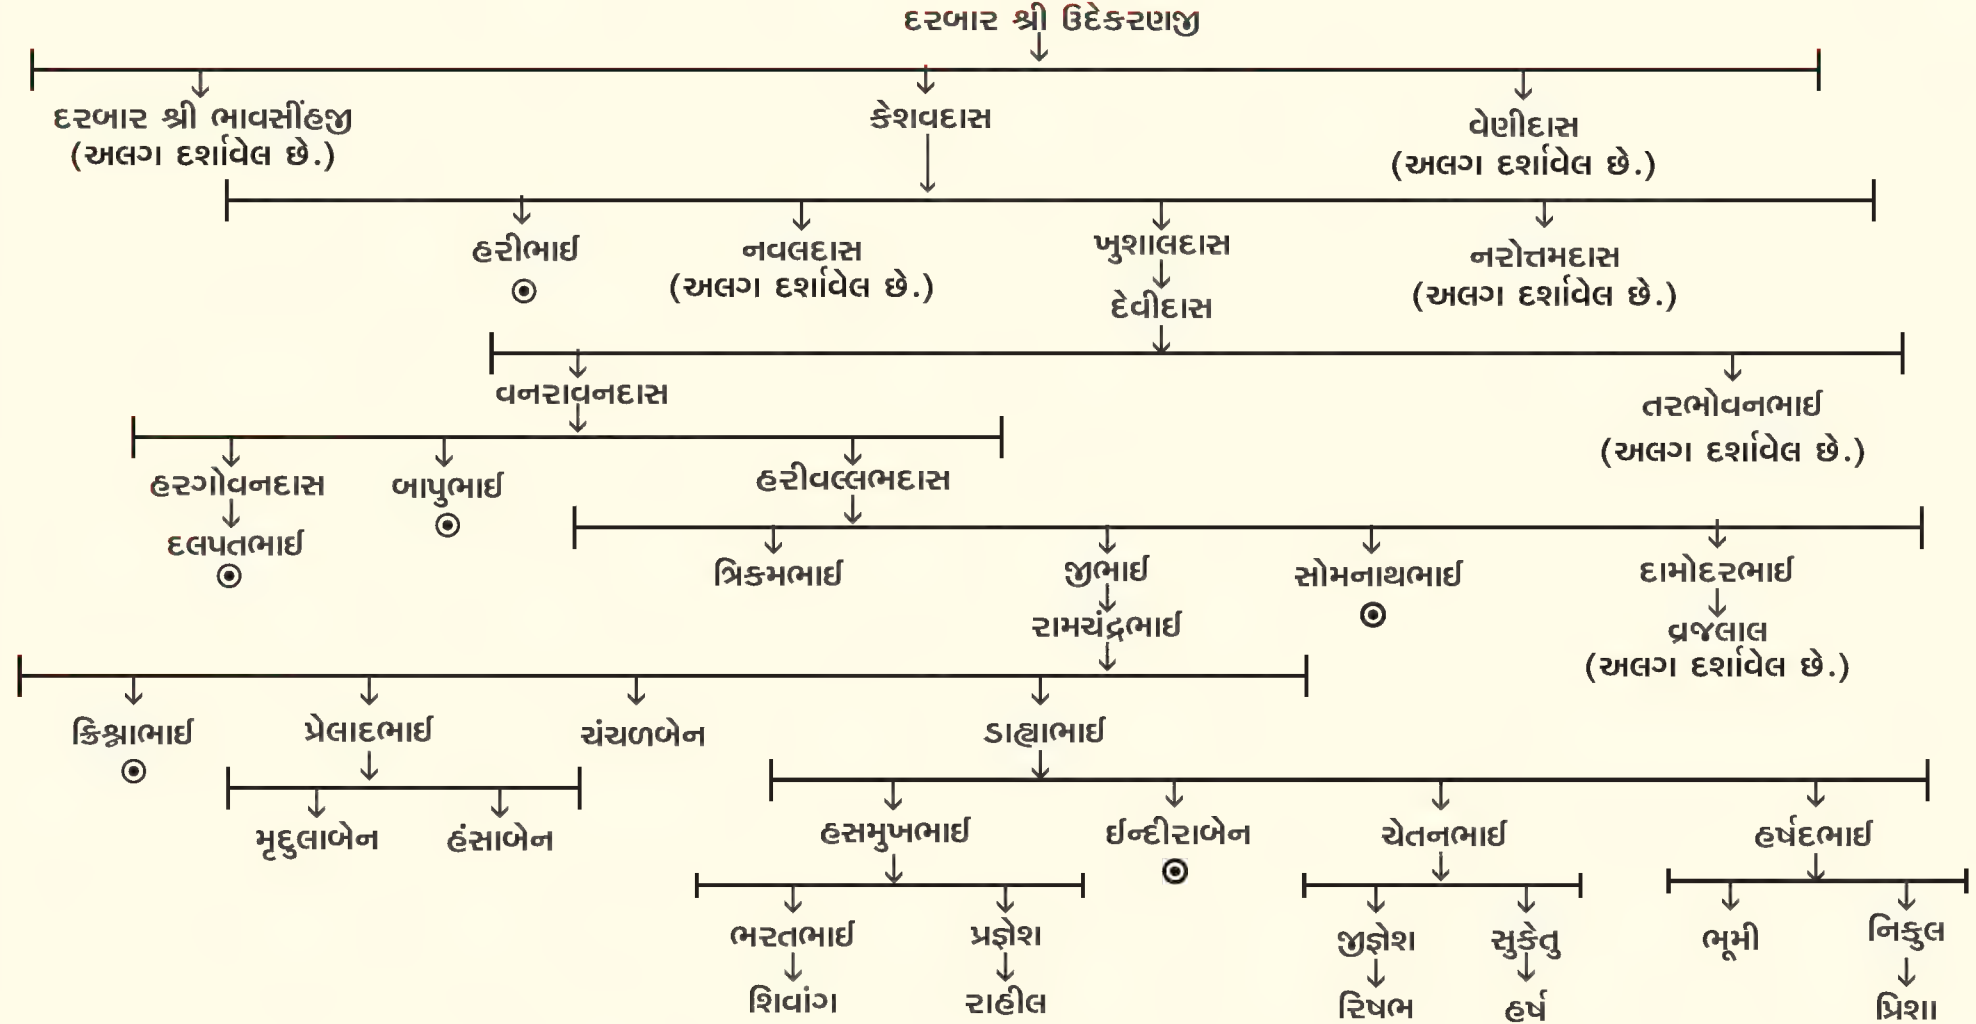 દરબાર શ્રી ઉદેકરણજી
દરબાર શ્રી ભાવસીંહજી
(અલગ દર્શાવેલ છે.)
કેશવદાસ
વેણીદાસ
(અલગ દર્શાવેલ છે.)
હરીભાઈ
નવલદાસ
(અલગ દર્શાવેલ છે.)
ખુશાલદાસ
દેવીદાસ
નરોત્તમદાસ
(અલગ દર્શાવેલ છે.)
વનરાવનદાસ
તરભોવનભાઈ
(અલગ દર્શાવેલ છે.)
હરગોવનદાસ
દલપતભાઈ
બાપુભાઈ
હરીવલ્લભદાસ
ત્રિકમભાઈ
જીભાઈ
રામચંદ્રભાઈ
સોમનાથભાઈ
દામોદરભાઈ
વ્રજલાલ
(અલગ દર્શાવેલ છે.)
ક્રિશ્નાભાઈ
પ્રેલાદભાઈ
ચંચળબેન
ડાહ્યાભાઈ
મૃદુલાબેન
હંસાબેન
હસમુખભાઈ
ઈન્દીરાબેન
ચેતનભાઈ
હર્ષદભાઈ
ભરતભાઈ
પ્રજ્ઞેશ
જીજ્ઞેશ
સુકેતુ
ભૂમી
નિકુલ
શિવાંગ
રાહીલ
રિષભ
હર્ષ
પ્રિશા